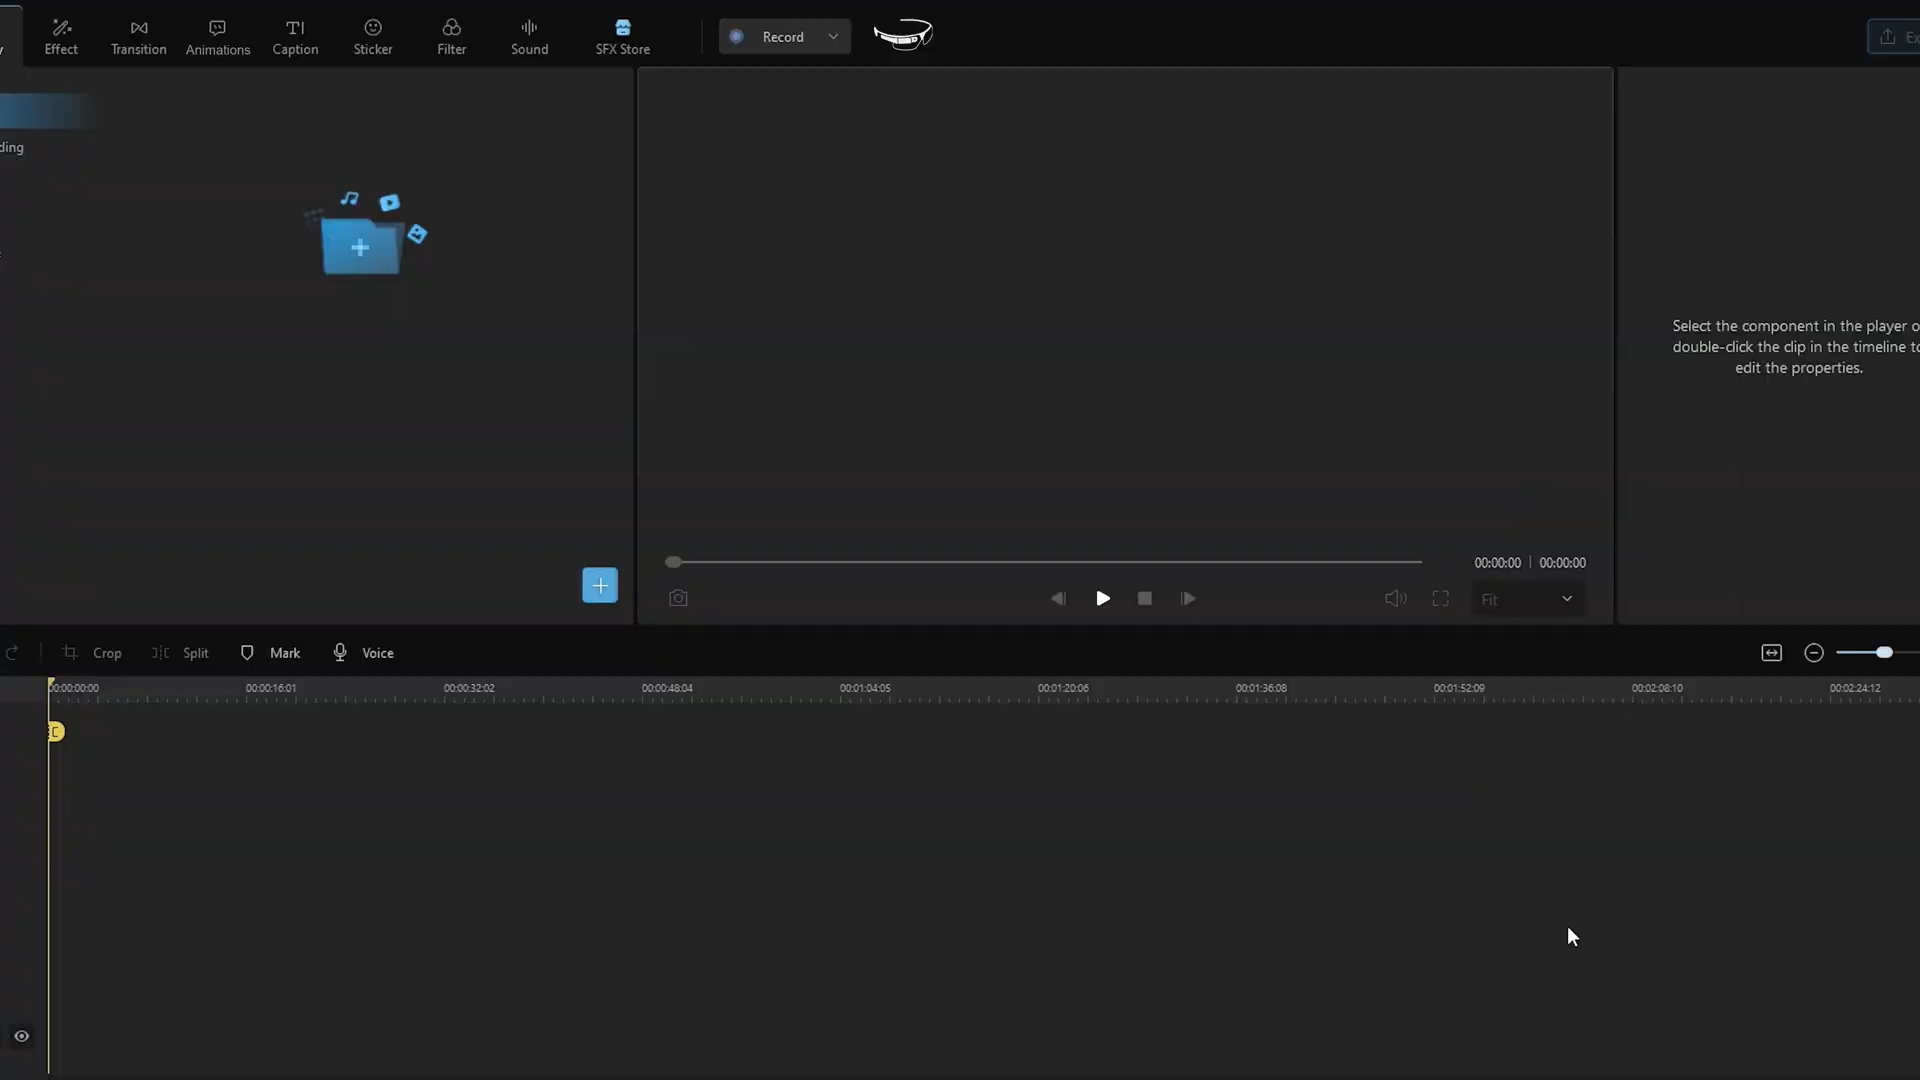 Effect
Transition
Animations
Caption
Sticker
Filter
Sound
SFX Store
Record
Ex
ding
Select the component in the player o
double-click the clip in the timeline to
edit the properties.
00:00:00 | 00:00:00
Fit
Crop
Split
Mark
Voice
00:00:00:00
00:00:16:01
00:00:32:02
00:00:48:04
00:01:04:05
00:01:20:06
00:01:36:08
00:01:52:09
00:02:08:10
00:02:24:12